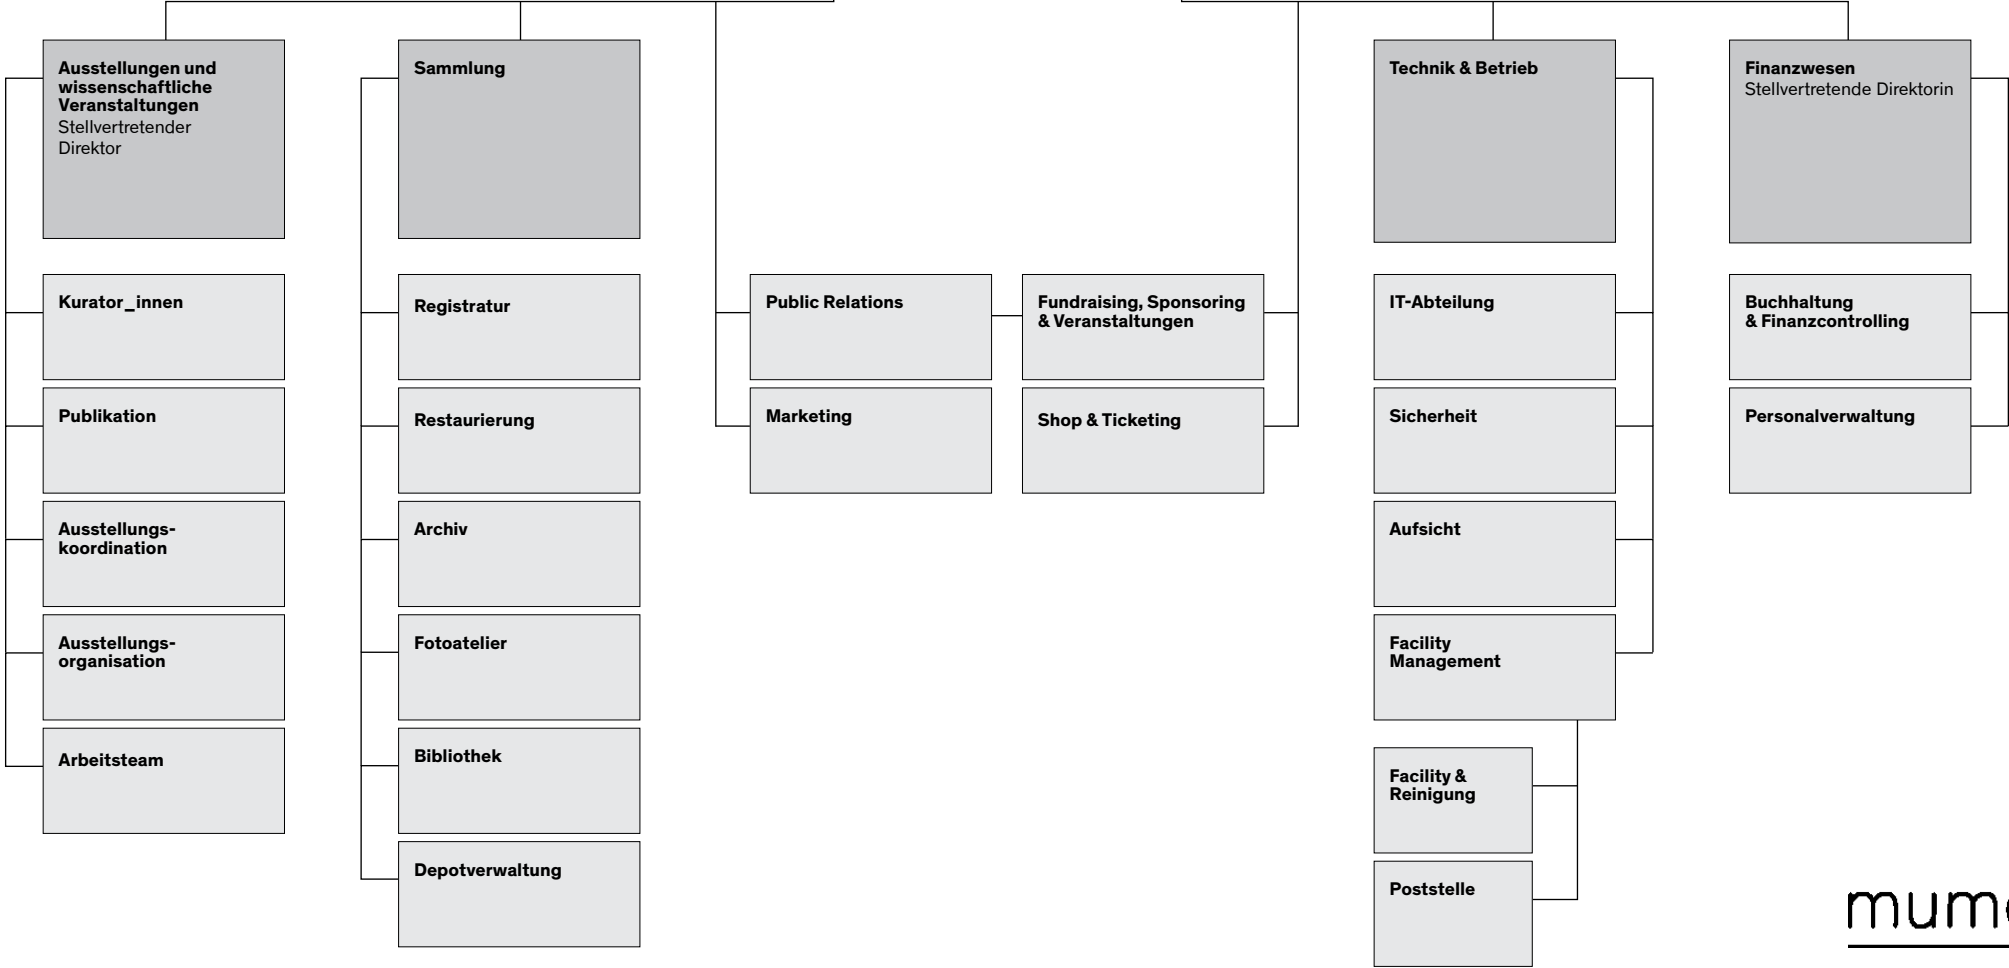 Ausstellungen und
wissenschaftliche
Veranstaltungen
Stellvertretender
Direktor
Sammlung
Technik & Betrieb
Finanzwesen
Stellvertretende Direktorin
Kurator_innen
Registratur
Public Relations
Fundraising, Sponsoring
& Veranstaltungen
IT-Abteilung
Buchhaltung
& Finanzcontrolling
Publikation
Restaurierung
Marketing
Shop & Ticketing
Sicherheit
Personalverwaltung
Ausstellungs-
koordination
Archiv
Aufsicht
Ausstellungs-
organisation
Fotoatelier
Facility
Management
Arbeitsteam
Bibliothek
Facility &
Reinigung
Depotverwaltung
Poststelle